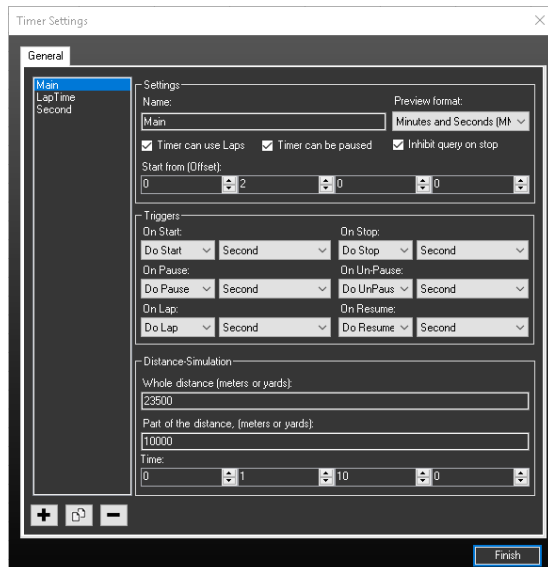 Timer Settings
General
Main
LapTime
Second
Settings
Name:
Preview format:
Main
Minutes and Seconds (MM
Timer can use Laps
Timer can be paused
Inhibit query on stop
Start from (Offset):
0 2 0 0
Triggers
On Start:
On Stop:
Do Start Second Do Stop Second
On Pause:
On Un-Pause:
Do Pause Second Do UnPaus Second
On Lap:
On Resume:
Do Lap Second Do Resume Second
Distance-Simulation
Whole distance (meters or yards):
23500
Part of the distance, (meters or yards):
10000
Time:
0 1 10 0
Finish